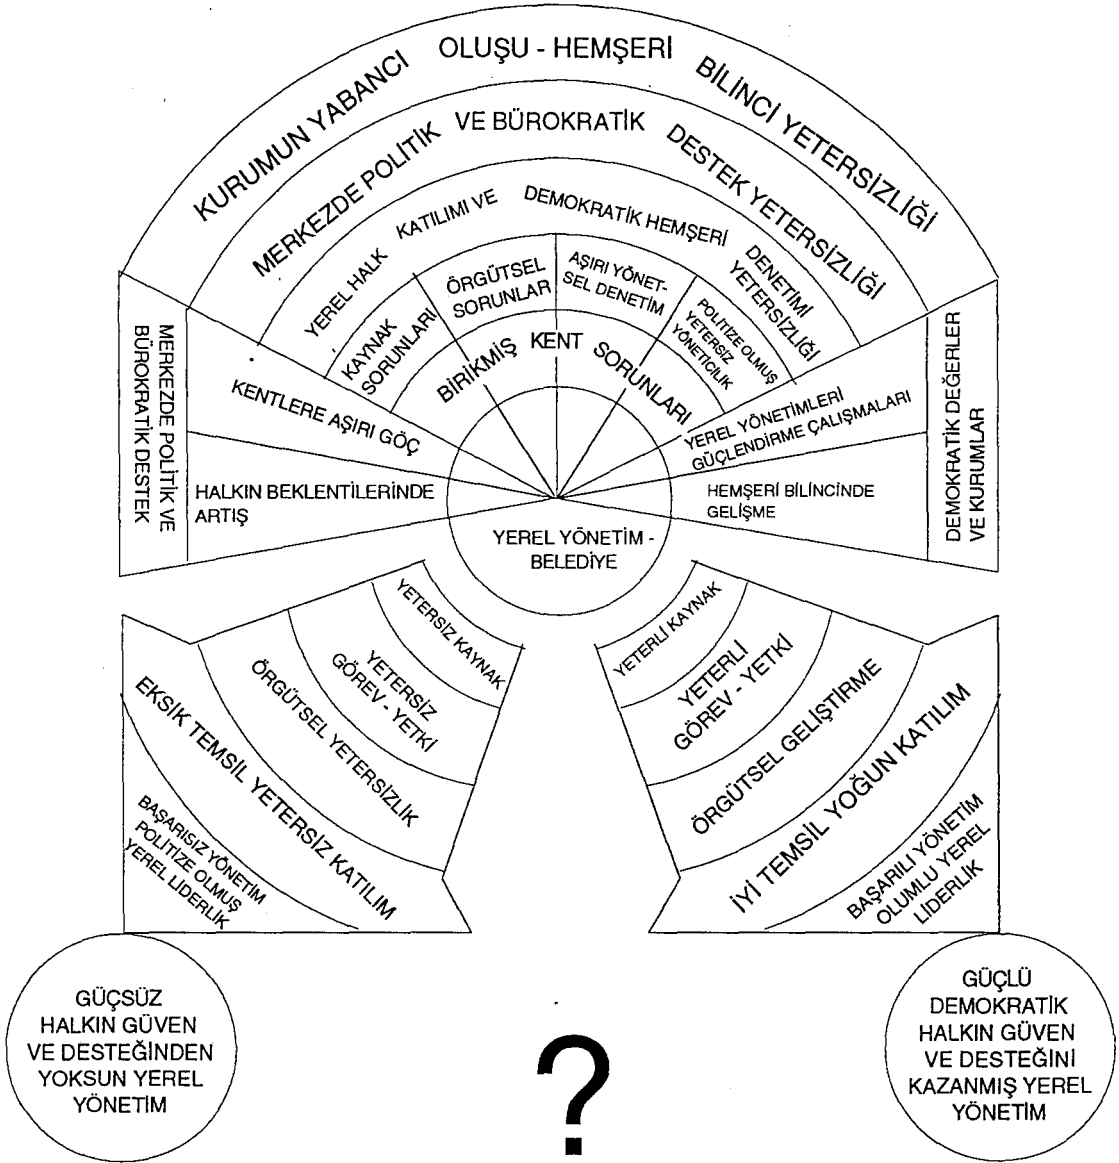 KURUMUN YABANCI OLUŞU - HEMŞERİ BİLİNCİ YETERSİZLİĞİ
MERKEZDE POLİTİK VE BÜROKRATİK DESTEK YETERSİZLİĞİ
YEREL HALK KATILIMI VE DEMOKRATİK HEMŞERİ DENETİMİ
YETERSİZLİĞİ
KAYNAK
SORUNLARI
ÖRGÜTSEL
SORUNLAR
AŞIRI YÖNET-
SEL DENETİM
POLİTİZE OLMUŞ
YETERSİZ
YÖNETİCİLİK
BİRİKMİŞ KENT SORUNLARI
MERKEZDE POLİTİK VE
BÜROKRATİK DESTEK
KENTLERE AŞIRI GÖÇ
HALKIN BEKLENTİLERİNDE
ARTIŞ
YEREL YÖNETİMLERİ
GÜÇLENDİRME ÇALIŞMALARI
HEMŞERİ BİLİNCİNDE
GELİŞME
DEMOKRATİK DEĞERLER
VE KURUMLAR
YEREL YÖNETİM -
BELEDİYE
YETERSİZ KAYNAK
YETERSİZ
GÖREV - YETKİ
ÖRGÜTSEL YETERSİZLİK
EKSİK TEMSİL YETERSİZ KATILIM
BAŞARISIZ YÖNETİM
POLİTİZE OLMUŞ
YEREL LİDERLİK
YETERLİ KAYNAK
YETERLİ
GÖREV - YETKİ
ÖRGÜTSEL GELİŞTİRME
İYİ TEMSİL YOĞUN KATILIM
BAŞARILI YÖNETİM
OLUMLU YEREL
LİDERLİK
GÜÇSÜZ
HALKIN GÜVEN
VE DESTEĞİNDEN
YOKSUN YEREL
YÖNETİM
?
GÜÇLÜ
DEMOKRATİK
HALKIN GÜVEN
VE DESTEĞİNİ
KAZANMIŞ YEREL
YÖNETİM